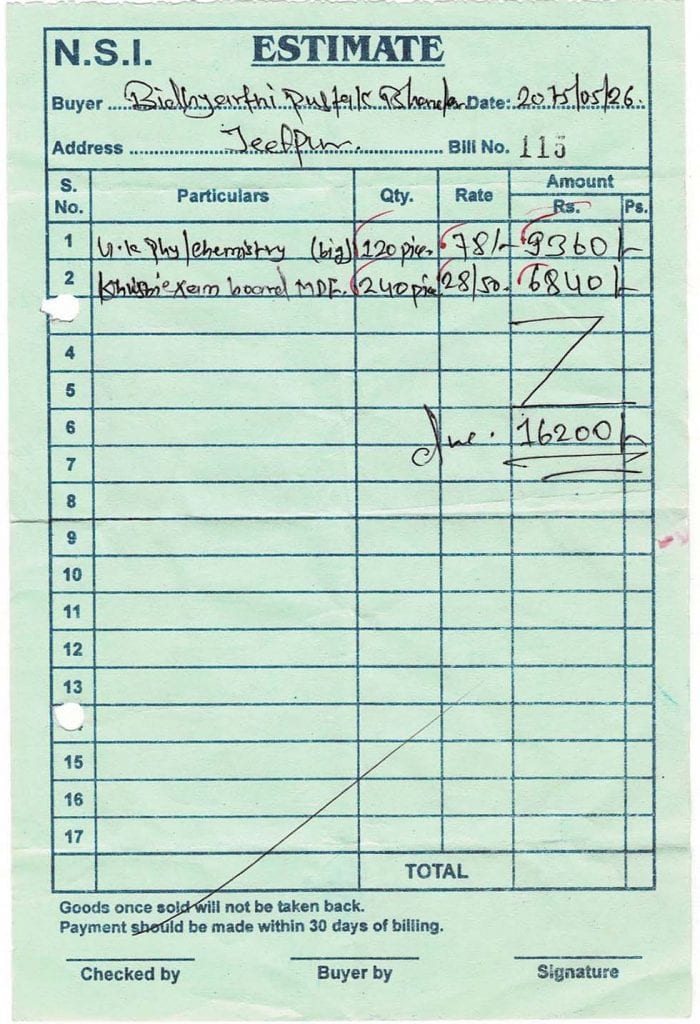 N.S.I. ESTIMATE
Buyer Bidhyarthi Pustak Bhandar Date: 2075/05/26.
Address Jeetpur. Bill No. 115
S. No. Particulars Qty. Rate Amount
Rs. Ps.
1 U.K Phy/chemistry (big) 120 pic. 78/- 9360/-
2 Khushi exam board MDF. 240 pic 28/50. 6840/-
4
5
6 due. 16200/-
7
8
9
10
11
12
13
15
16
17
TOTAL
Goods once sold will not be taken back.
Payment should be made within 30 days of billing.
Checked by Buyer by Signature